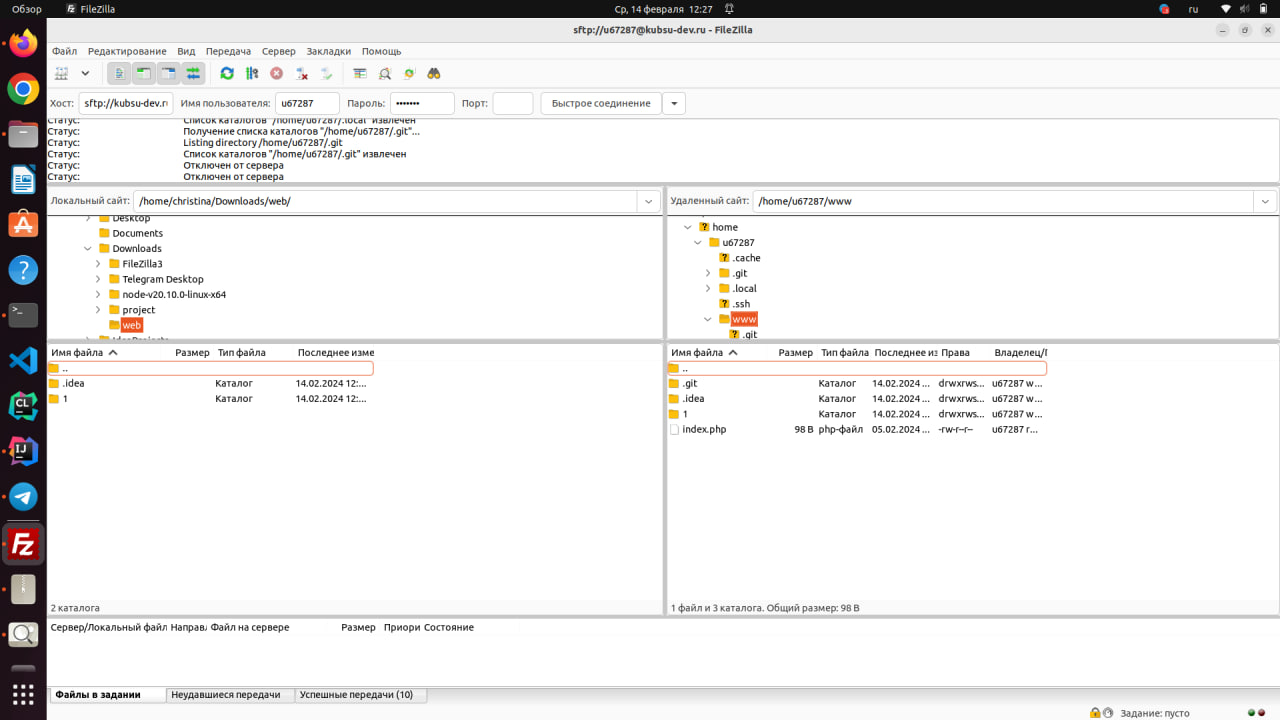 Обзор FileZilla Ср, 14 февраля 12:27 ru
sftp://u67287@kubsu-dev.ru - FileZilla
Файл Редактирование Вид Передача Сервер Закладки Помощь
Хост: sftp://kubsu-dev.r Имя пользователя: u67287 Пароль: ••••••• Порт: Быстрое соединение
Статус: Список каталогов "/home/u67287/.local" извлечен
Статус: Получение списка каталогов "/home/u67287/.git"...
Статус: Listing directory /home/u67287/.git
Статус: Список каталогов "/home/u67287/.git" извлечен
Статус: Отключен от сервера
Статус: Отключен от сервера
Локальный сайт: /home/christina/Downloads/web/
Desktop
Documents
Downloads
FileZilla3
Telegram Desktop
node-v20.10.0-linux-x64
project
web
Имя файла Размер Тип файла Последнее изме
..
.idea Каталог 14.02.2024 12:...
1 Каталог 14.02.2024 12:...
2 каталога
Удаленный сайт: /home/u67287/www
home
u67287
.cache
.git
.local
.ssh
www
.git
Имя файла Размер Тип файла Последнее из Права Владелец/Г
..
.git Каталог 14.02.2024 ... drwxrws... u67287 w...
.idea Каталог 14.02.2024 ... drwxrws... u67287 w...
1 Каталог 14.02.2024 ... drwxrws... u67287 w...
index.php 98 B php-файл 05.02.2024 ... -rw-r--r-- u67287 r...
1 файл и 3 каталога. Общий размер: 98 B
Сервер/Локальный файл Направл Файл на сервере Размер Приори Состояние
Файлы в задании Неудавшиеся передачи Успешные передачи (10)
Задание: пусто